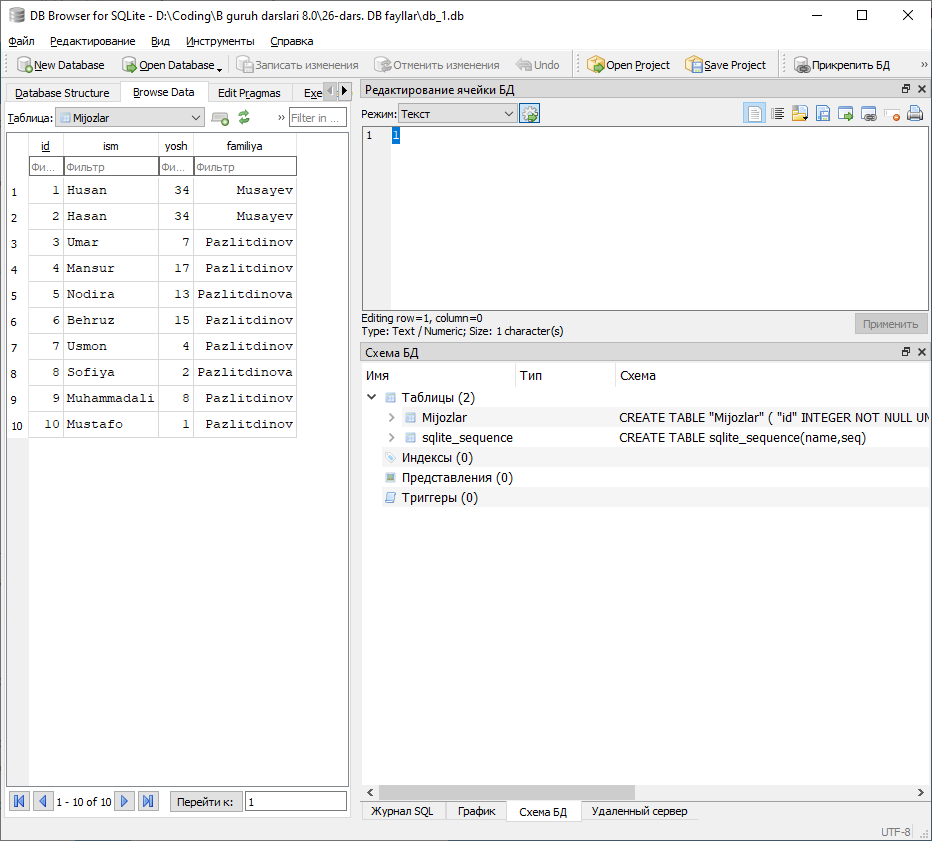 DB Browser for SQLite - D:\Coding\B guruh darslari 8.0\26-dars. DB fayllar\db_1.db
Файл Редактирование Вид Инструменты Справка
New Database Open Database Записать изменения Отменить изменения Undo Open Project Save Project Прикрепить БД »
Database Structure Browse Data Edit Pragmas Exe
Таблица: Mijozlar » Filter in ...
id ism yosh familiya
Фи... Фильтр Фи... Фильтр
1 1 Husan 34 Musayev
2 2 Hasan 34 Musayev
3 3 Umar 7 Pazlitdinov
4 4 Mansur 17 Pazlitdinov
5 5 Nodira 13 Pazlitdinova
6 6 Behruz 15 Pazlitdinov
7 7 Usmon 4 Pazlitdinov
8 8 Sofiya 2 Pazlitdinova
9 9 Muhammadali 8 Pazlitdinov
10 10 Mustafo 1 Pazlitdinov
1 - 10 of 10 Перейти к: 1
Редактирование ячейки БД
Режим: Текст
1 1
Editing row=1, column=0
Type: Text / Numeric; Size: 1 character(s)
Применить
Схема БД
Имя Тип Схема
Таблицы (2)
Mijozlar CREATE TABLE "Mijozlar" ( "id" INTEGER NOT NULL UN
sqlite_sequence CREATE TABLE sqlite_sequence(name,seq)
Индексы (0)
Представления (0)
Триггеры (0)
Журнал SQL График Схема БД Удаленный сервер
UTF-8